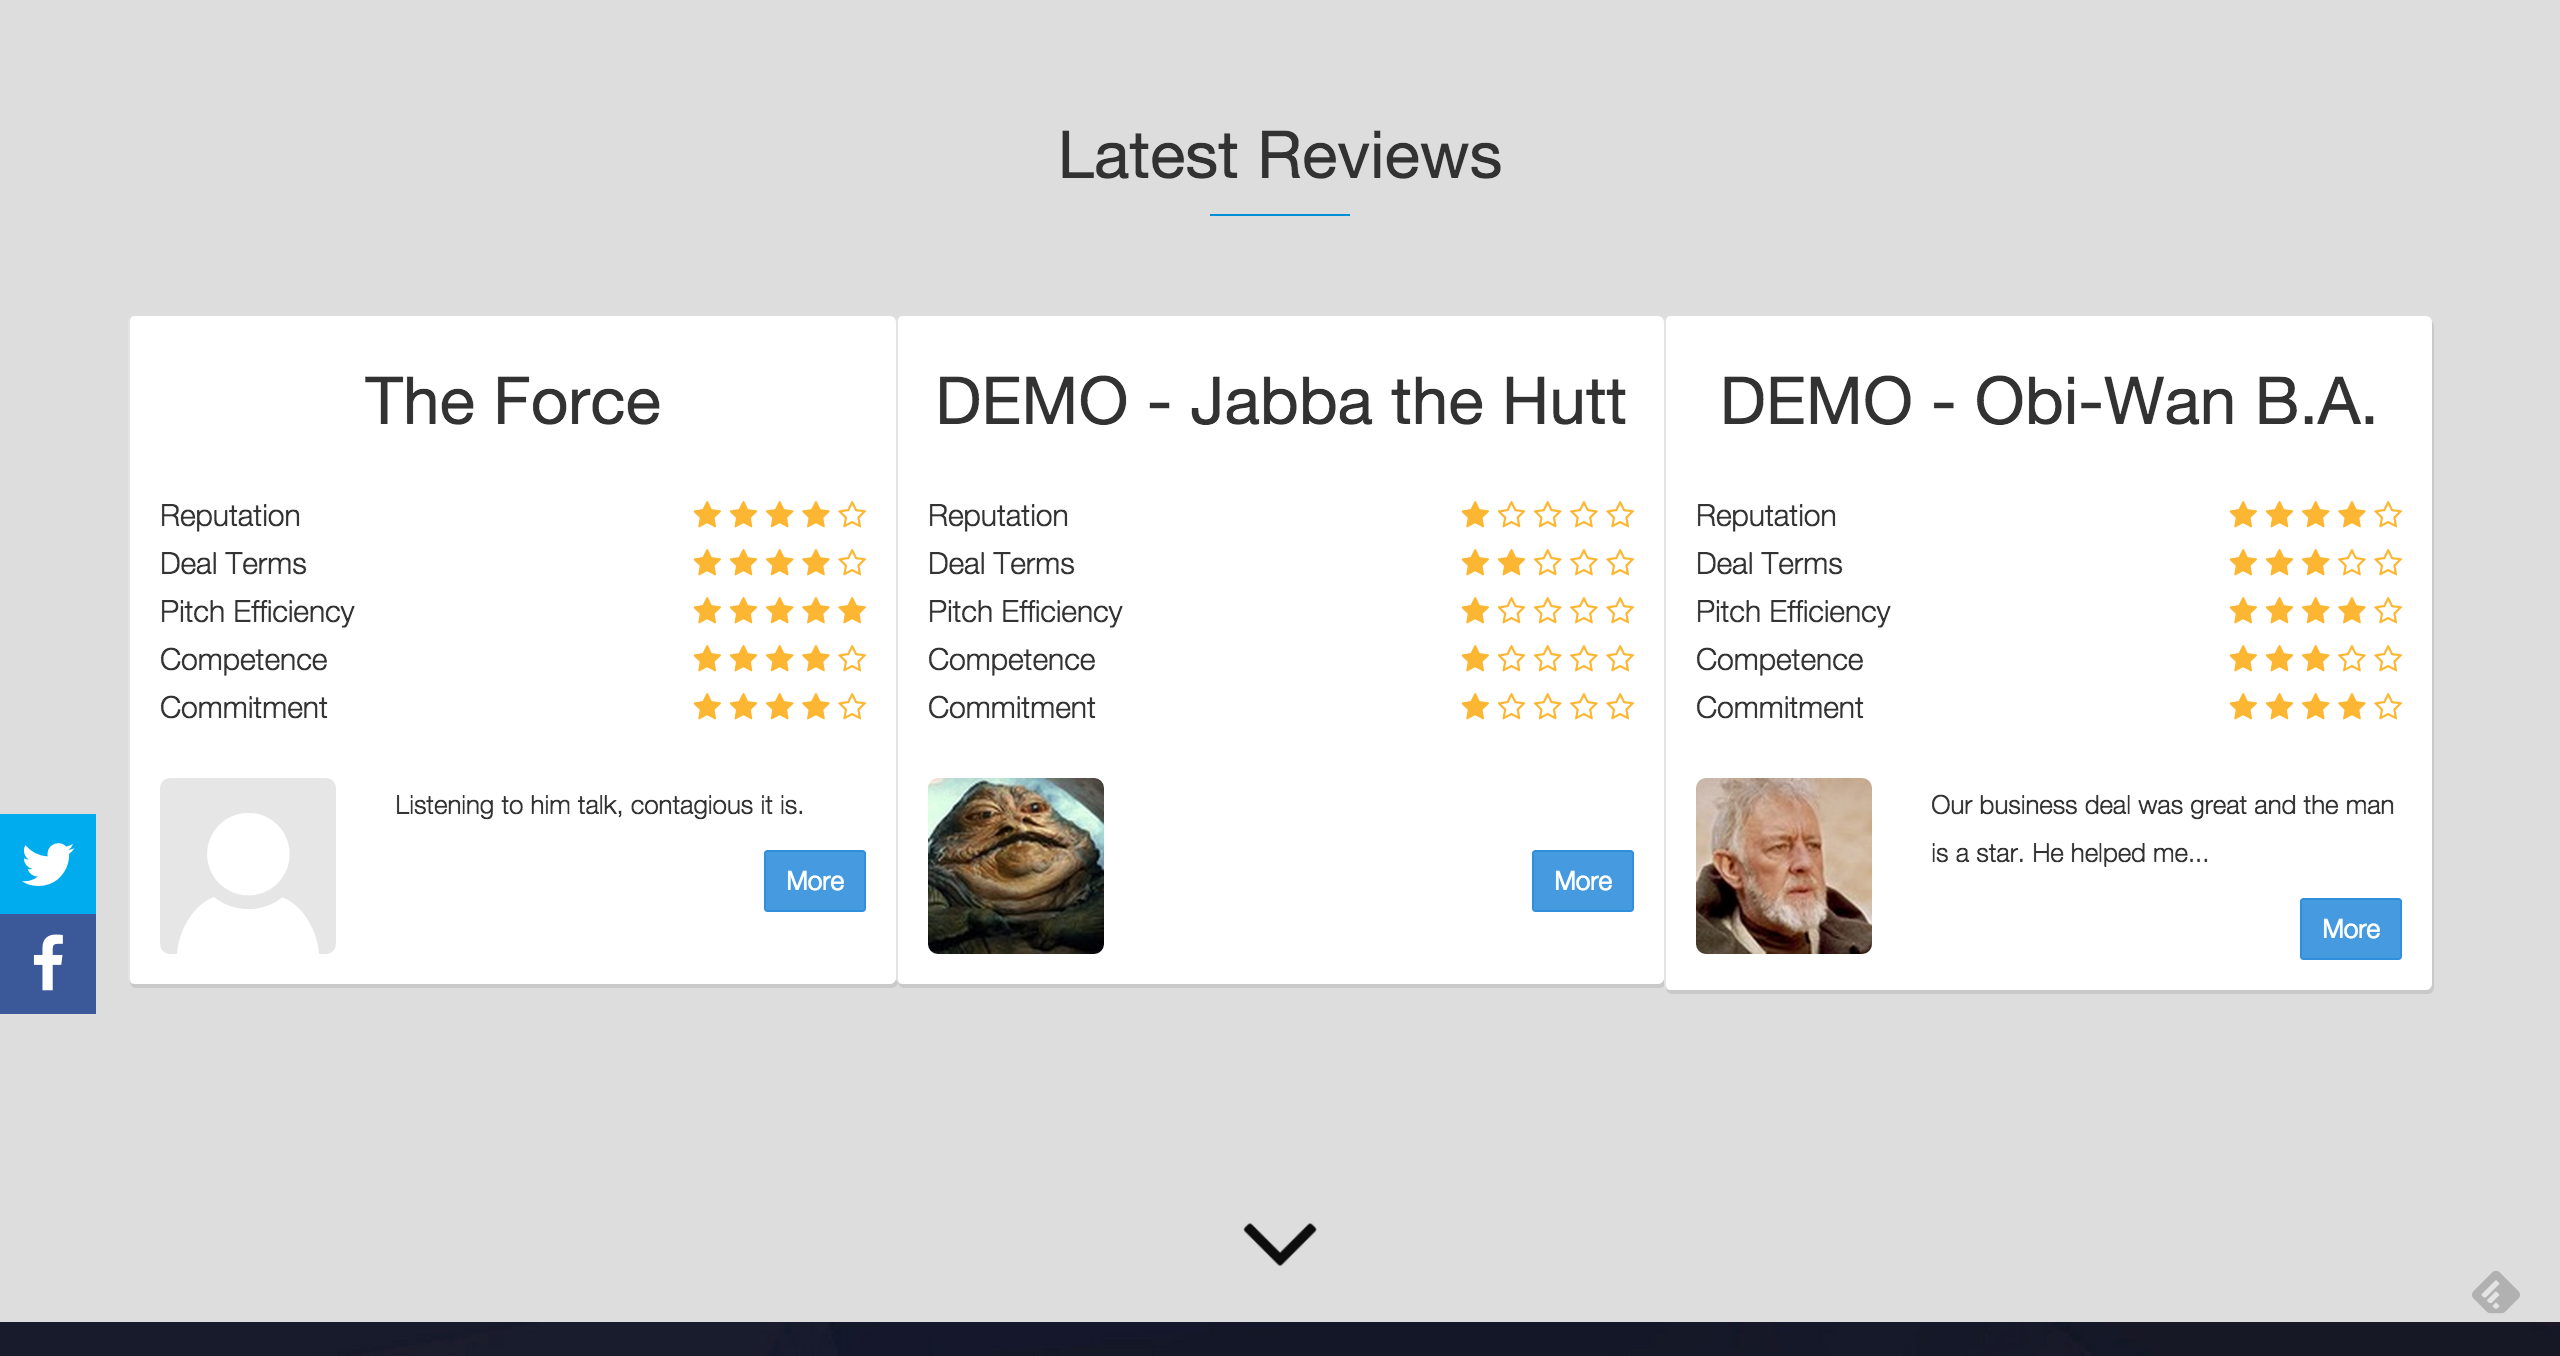 Latest Reviews
The Force
Reputation
Deal Terms
Pitch Efficiency
Competence
Commitment
Listening to him talk, contagious it is.
More
DEMO - Jabba the Hutt
Reputation
Deal Terms
Pitch Efficiency
Competence
Commitment
More
DEMO - Obi-Wan B.A.
Reputation
Deal Terms
Pitch Efficiency
Competence
Commitment
Our business deal was great and the man
is a star. He helped me...
More